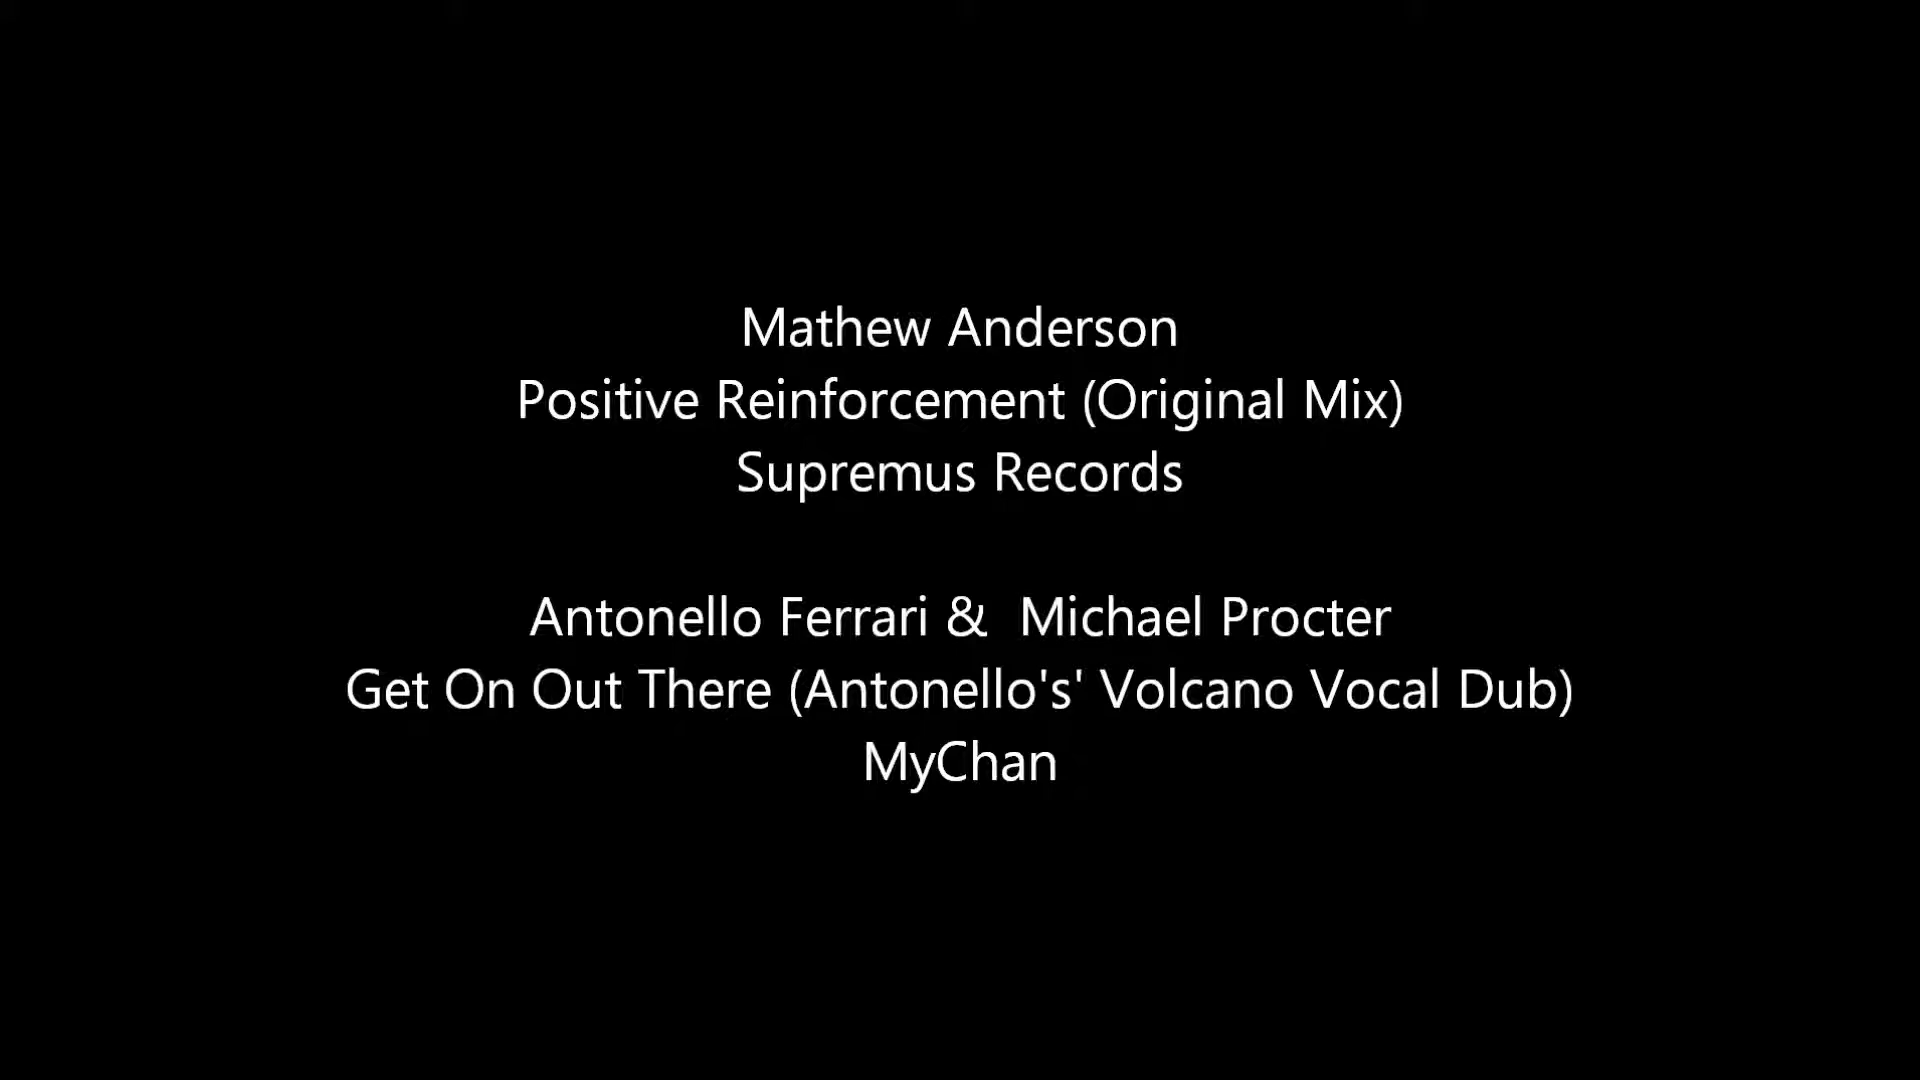 Mathew Anderson
Positive Reinforcement (Original Mix)
Supremus Records
Antonello Ferrari &  Michael Procter
Get On Out There (Antonello's' Volcano Vocal Dub)
MyChan